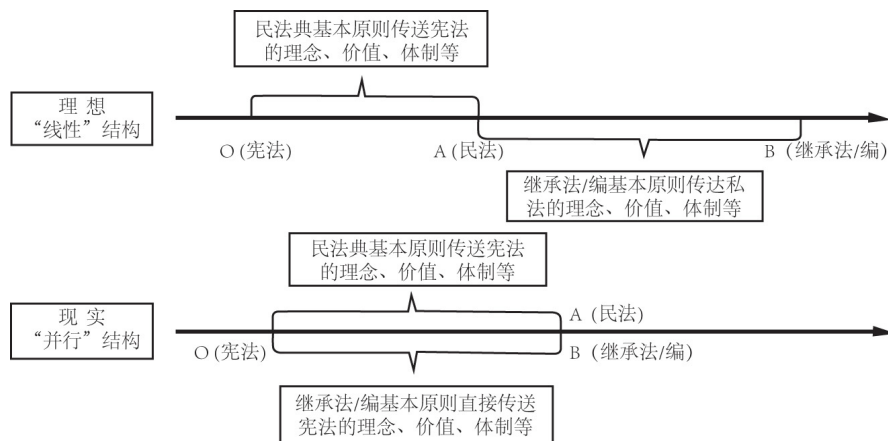 民法典基本原则传送宪法
的理念、价值、体制等
理 想
“线性” 结构
O (宪法)
A (民法)
B (继承法/编)
继承法/编基本原则传达私
法的理念、价值、体制等
民法典基本原则传送宪法
的理念、价值、体制等
现 实
“并行” 结构
A (民法)
O (宪法)
B (继承法/编)
继承法/编基本原则直接传送
宪法的理念、价值、体制等